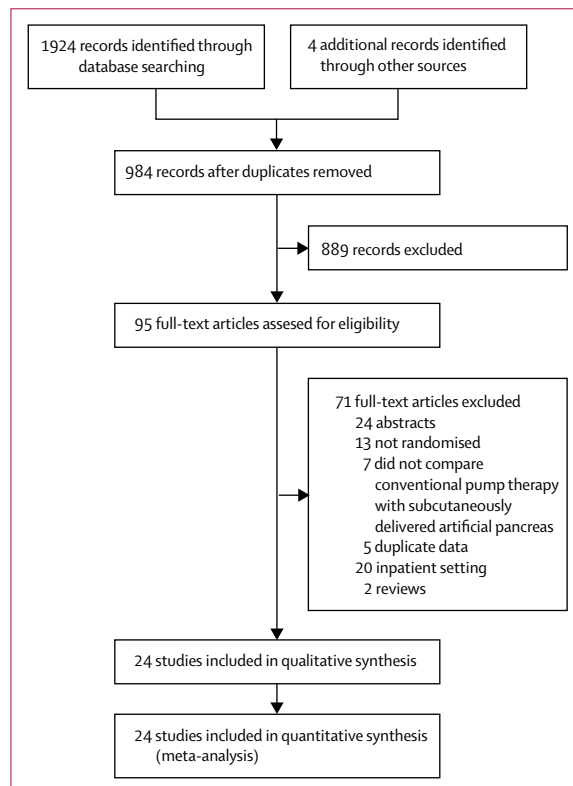 1924 records identified through
database searching
4 additional records identified
through other sources
984 records after duplicates removed
889 records excluded
95 full-text articles assesed for eligibility
71 full-text articles excluded
24 abstracts
13 not randomised
7 did not compare
conventional pump therapy
with subcutaneously
delivered artificial pancreas
5 duplicate data
20 inpatient setting
2 reviews
24 studies included in qualitative synthesis
24 studies included in quantitative synthesis
(meta-analysis)